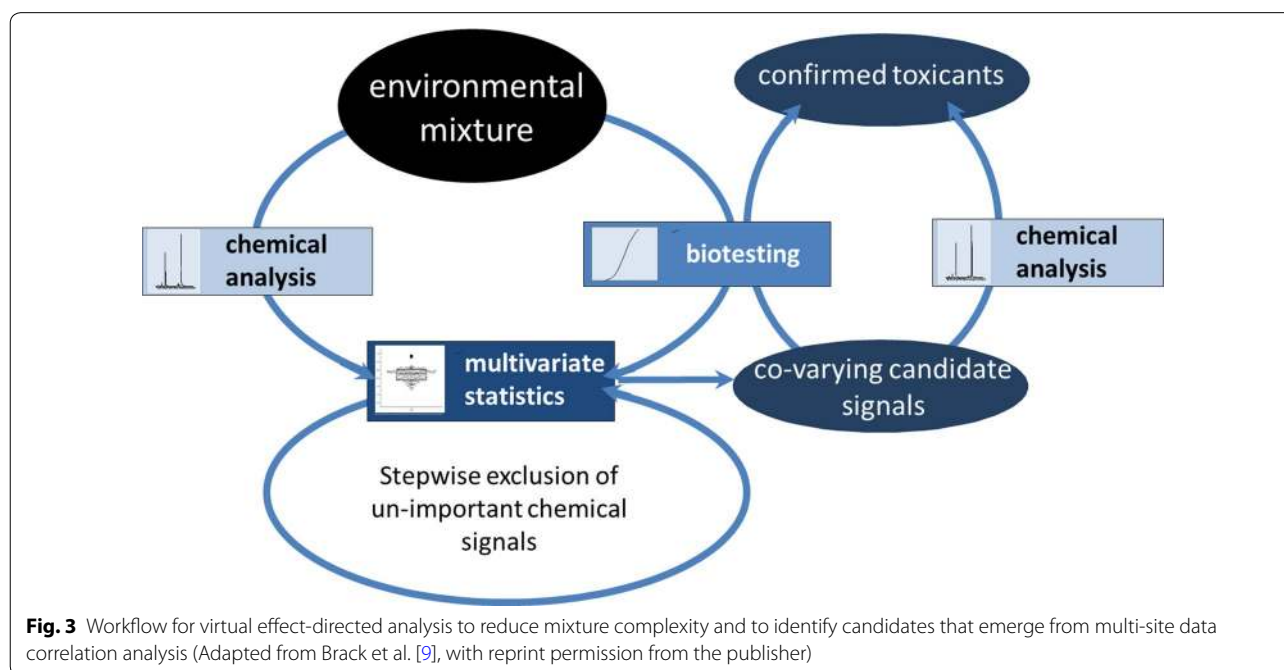 environmental
mixture
confirmed toxicants
chemical
analysis
biotesting
chemical
analysis
multivariate
statistics
co-varying candidate
signals
Stepwise exclusion of
un-important chemical
signals
Fig. 3 Workflow for virtual effect-directed analysis to reduce mixture complexity and to identify candidates that emerge from multi-site data
correlation analysis (Adapted from Brack et al. [9], with reprint permission from the publisher)